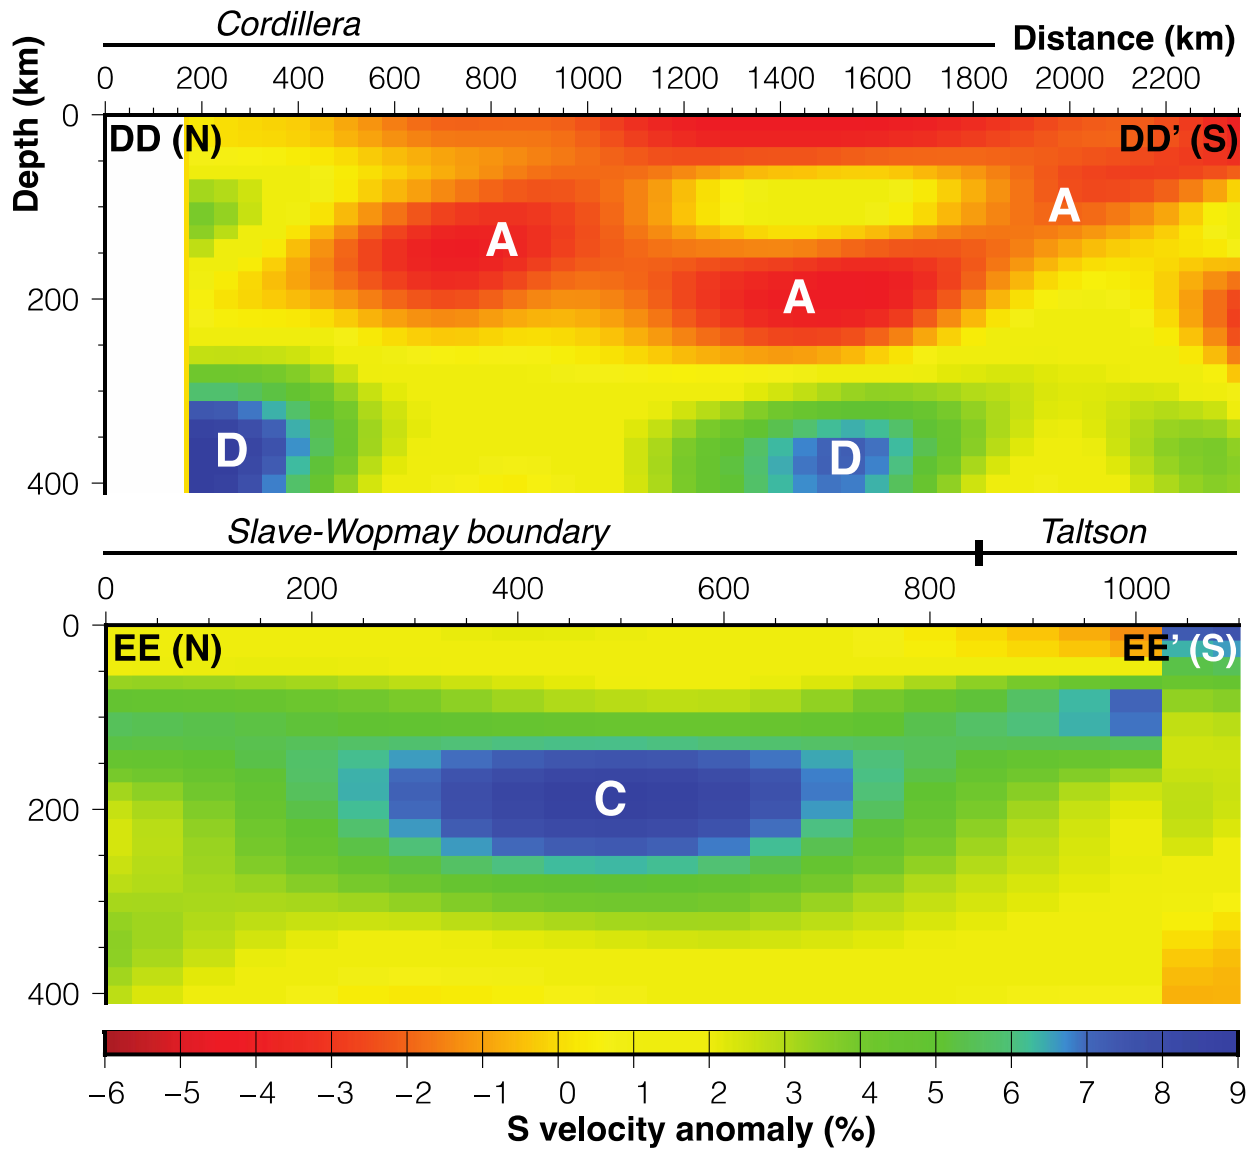 Cordillera
Distance (km)
0 200 400 600 800 1000 1200 1400 1600 1800 2000 2200
Depth (km)
0
200
400
DD (N)
DD' (S)
A
A
A
D
D
Slave-Wopmay boundary
Taltson
0 200 400 600 800 1000
0
200
400
EE (N)
EE' (S)
C
−6 −5 −4 −3 −2 −1 0 1 2 3 4 5 6 7 8 9
S velocity anomaly (%)